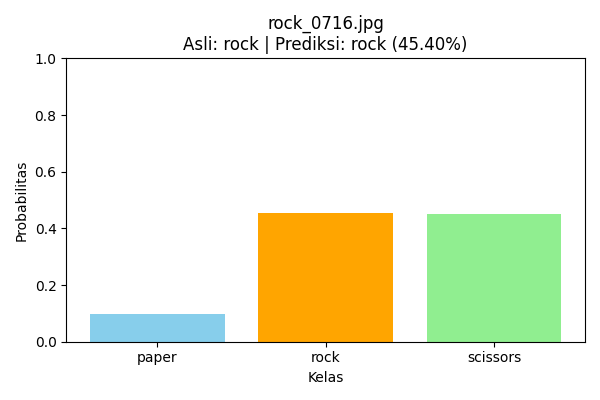 rock_0716.jpg
Asli: rock | Prediksi: rock (45.40%)
1.0
0.8
0.6
0.4
0.2
0.0
Probabilitas
paper
rock
scissors
Kelas